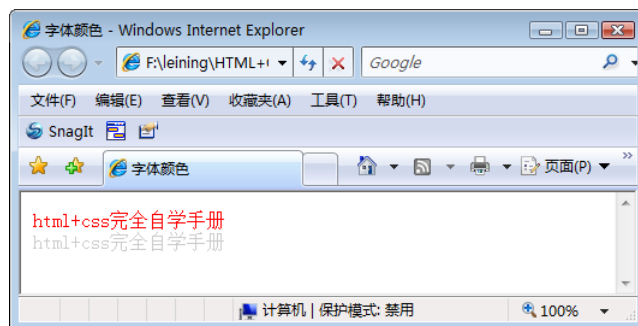 字体颜色 - Windows Internet Explorer
F:\leining\HTML+
Google
文件(F) 编辑(E) 查看(V) 收藏夹(A) 工具(T) 帮助(H)
SnagIt
字体颜色 页面(P) »
html+css完全自学手册
html+css完全自学手册
计算机 | 保护模式: 禁用 100%